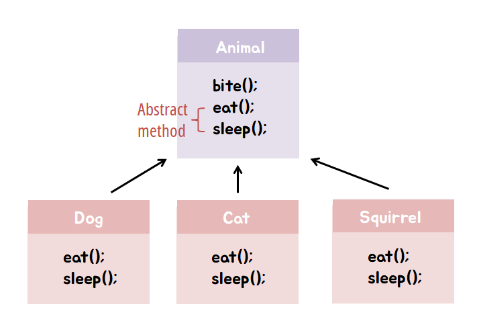 Animal
bite();
Abstract
method
eat();
sleep();
Dog
eat();
sleep();
Cat
eat();
sleep();
Squirrel
eat();
sleep();